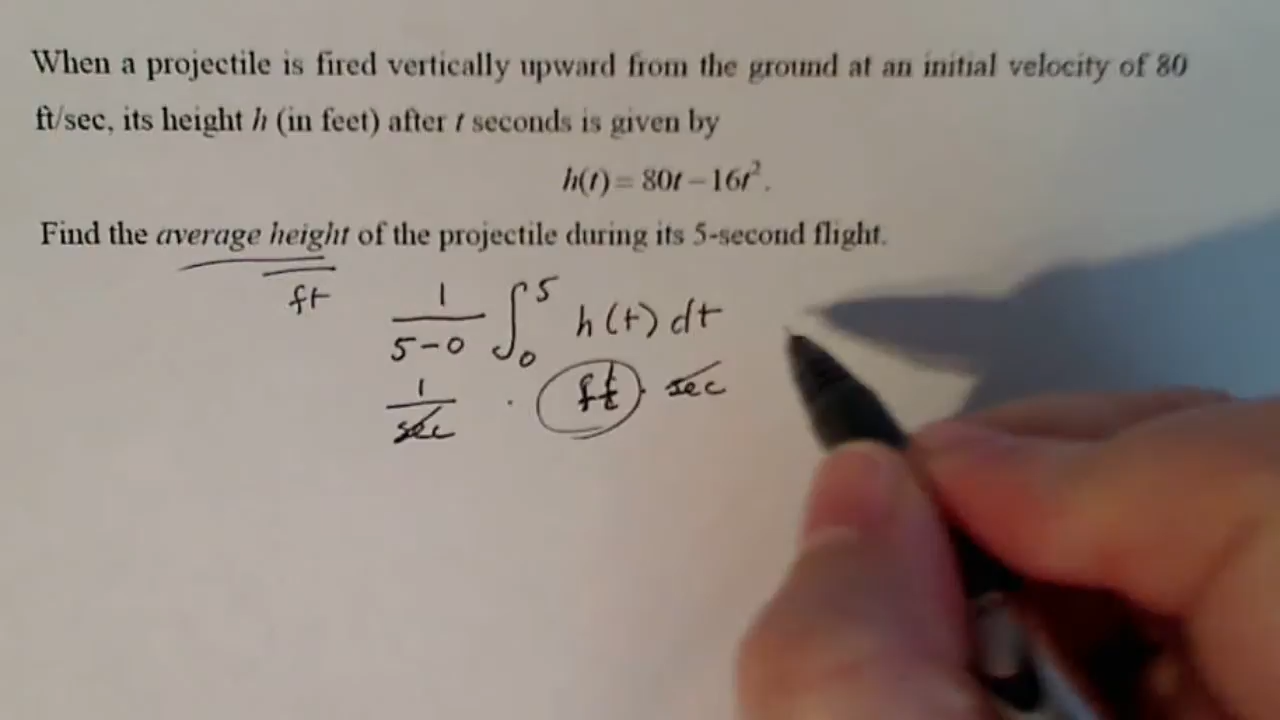 When a projectile is fired vertically upward from the ground at an initial velocity of 80
ft/sec, its height h (in feet) after t seconds is given by
h(t) = 80t – 16t².
Find the average height of the projectile during its 5-second flight.
ft
1/(5-0) ∫₀⁵ h(t) dt
1/sec · ft · sec